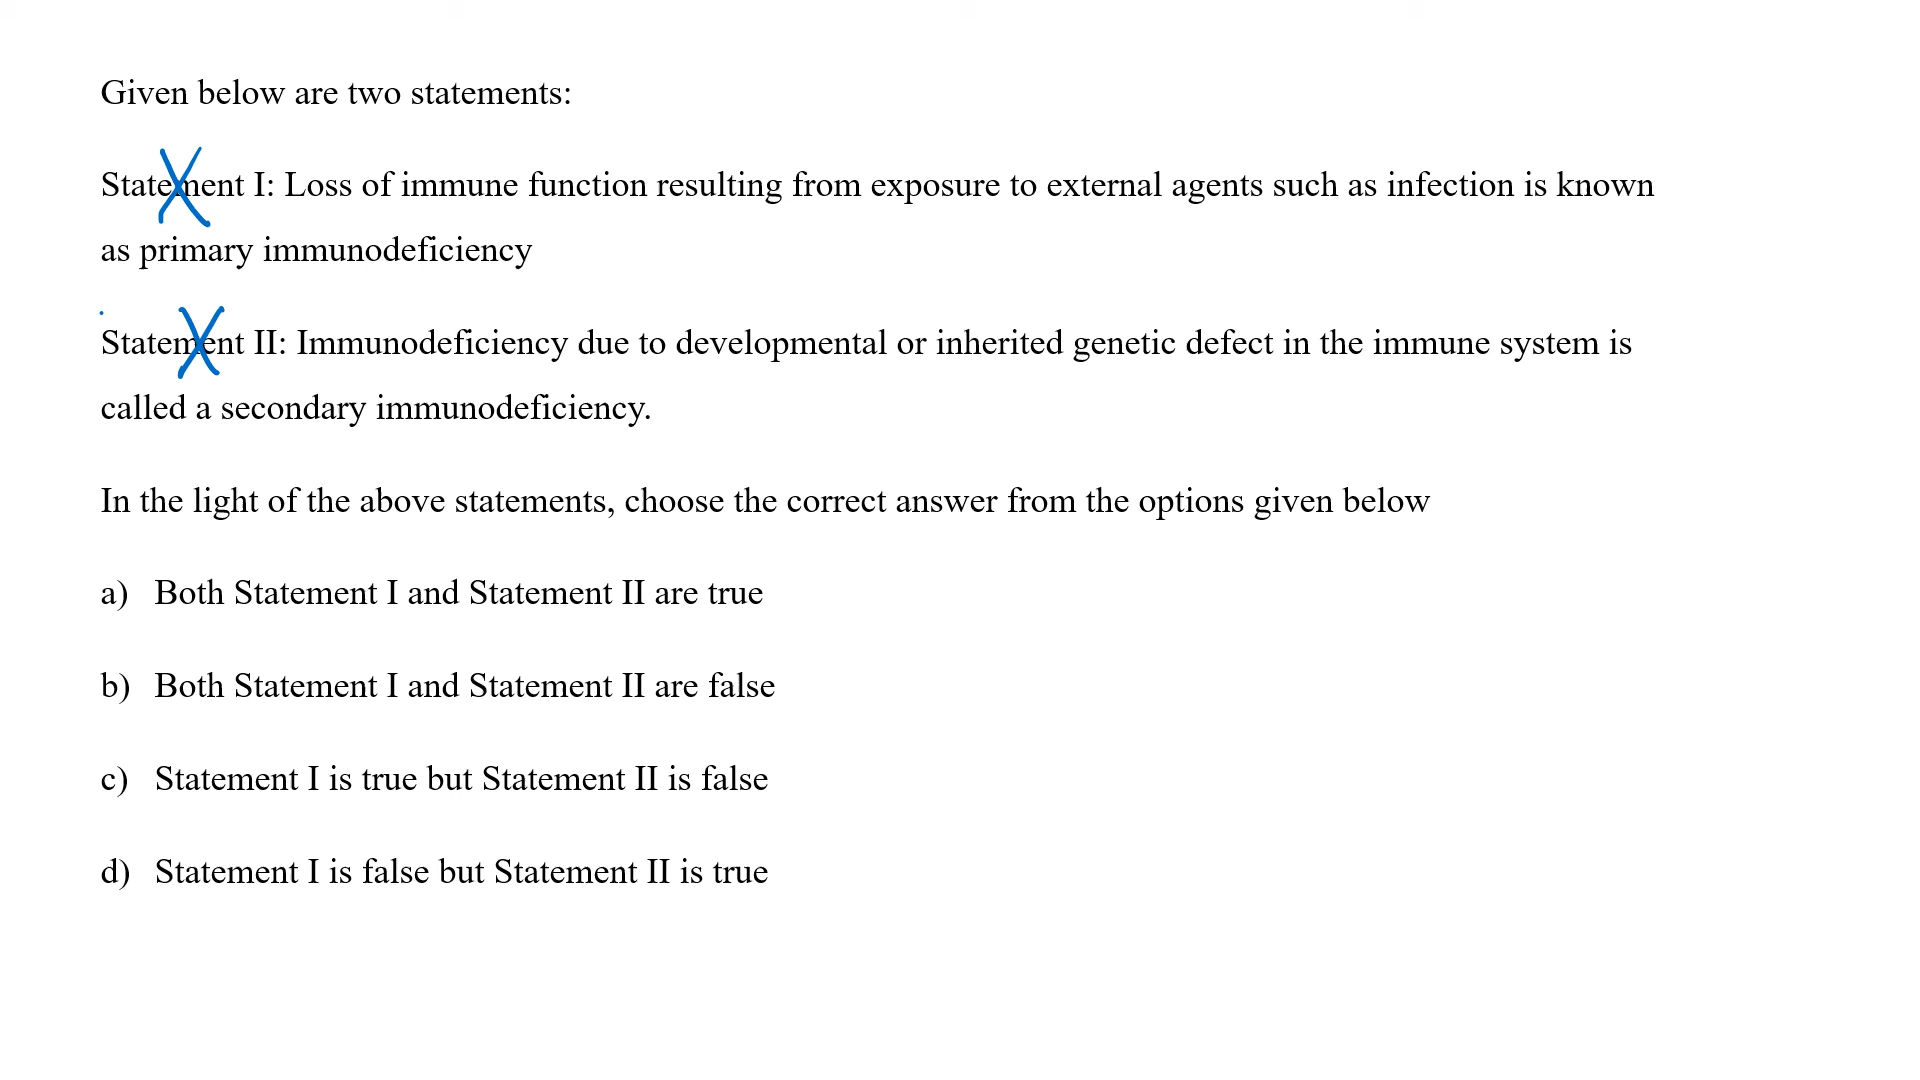 Given below are two statements:
Statement I: Loss of immune function resulting from exposure to external agents such as infection is known
as primary immunodeficiency
Statement II: Immunodeficiency due to developmental or inherited genetic defect in the immune system is
called a secondary immunodeficiency.
In the light of the above statements, choose the correct answer from the options given below
a) Both Statement I and Statement II are true
b) Both Statement I and Statement II are false
c) Statement I is true but Statement II is false
d) Statement I is false but Statement II is true